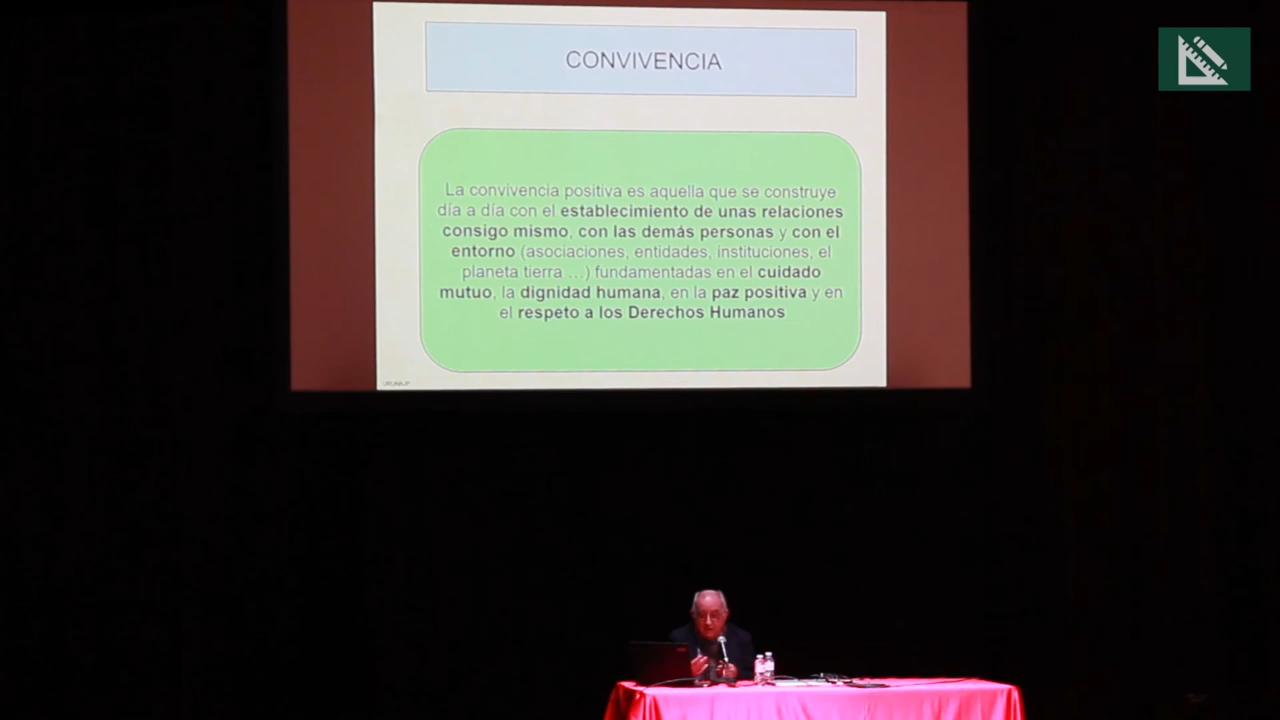 CONVIVENCIA
La convivencia positiva es aquella que se construye
día a día con el establecimiento de unas relaciones
consigo mismo, con las demás personas y con el
entorno (asociaciones, entidades, instituciones, el
planeta tierra …) fundamentadas en el cuidado
mutuo, la dignidad humana, en la paz positiva y en
el respeto a los Derechos Humanos